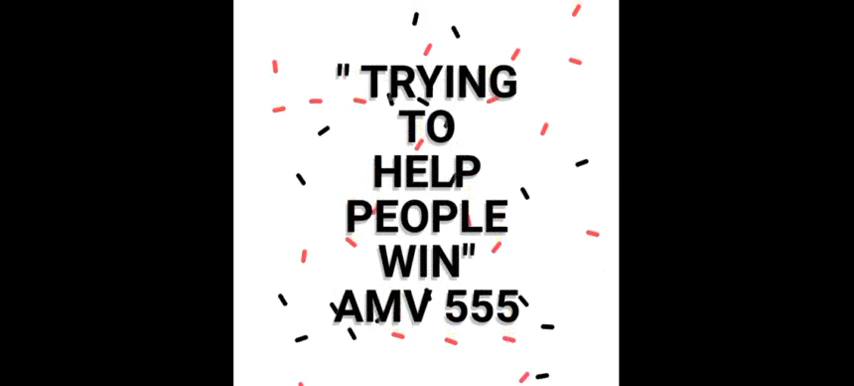 " TRYING
TO
HELP
PEOPLE
WIN"
AMV 555